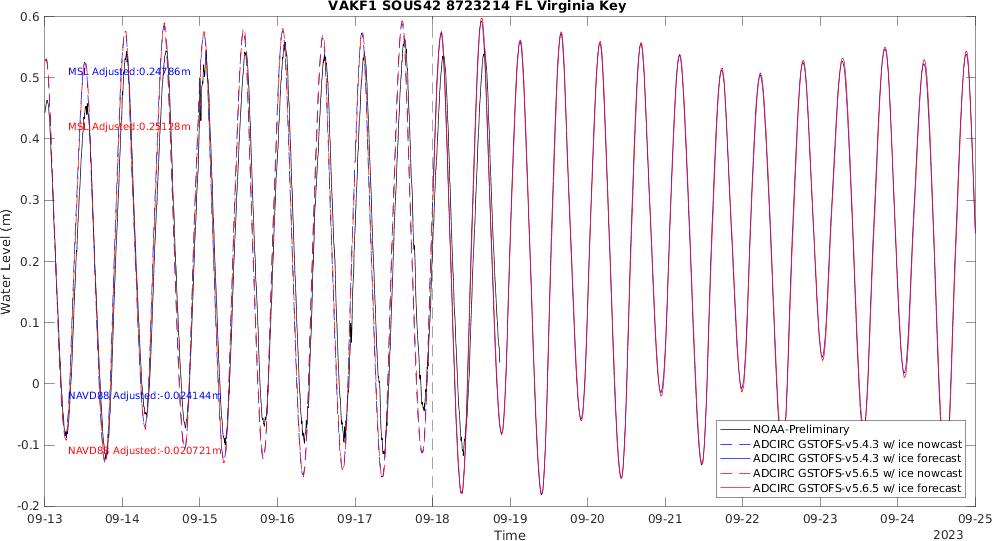 VAKF1 SOUS42 8723214 FL Virginia Key
Water Level (m)
0.6
0.5
0.4
0.3
0.2
0.1
0
-0.1
-0.2
MSL Adjusted:0.24786m
MSL Adjusted:0.25128m
NAVD88 Adjusted:-0.024144m
NAVD88 Adjusted:-0.020721m
NOAA-Preliminary
ADCIRC GSTOFS-v5.4.3 w/ ice nowcast
ADCIRC GSTOFS-v5.4.3 w/ ice forecast
ADCIRC GSTOFS-v5.6.5 w/ ice nowcast
ADCIRC GSTOFS-v5.6.5 w/ ice forecast
09-13 09-14 09-15 09-16 09-17 09-18 09-19 09-20 09-21 09-22 09-23 09-24 09-25
Time
2023